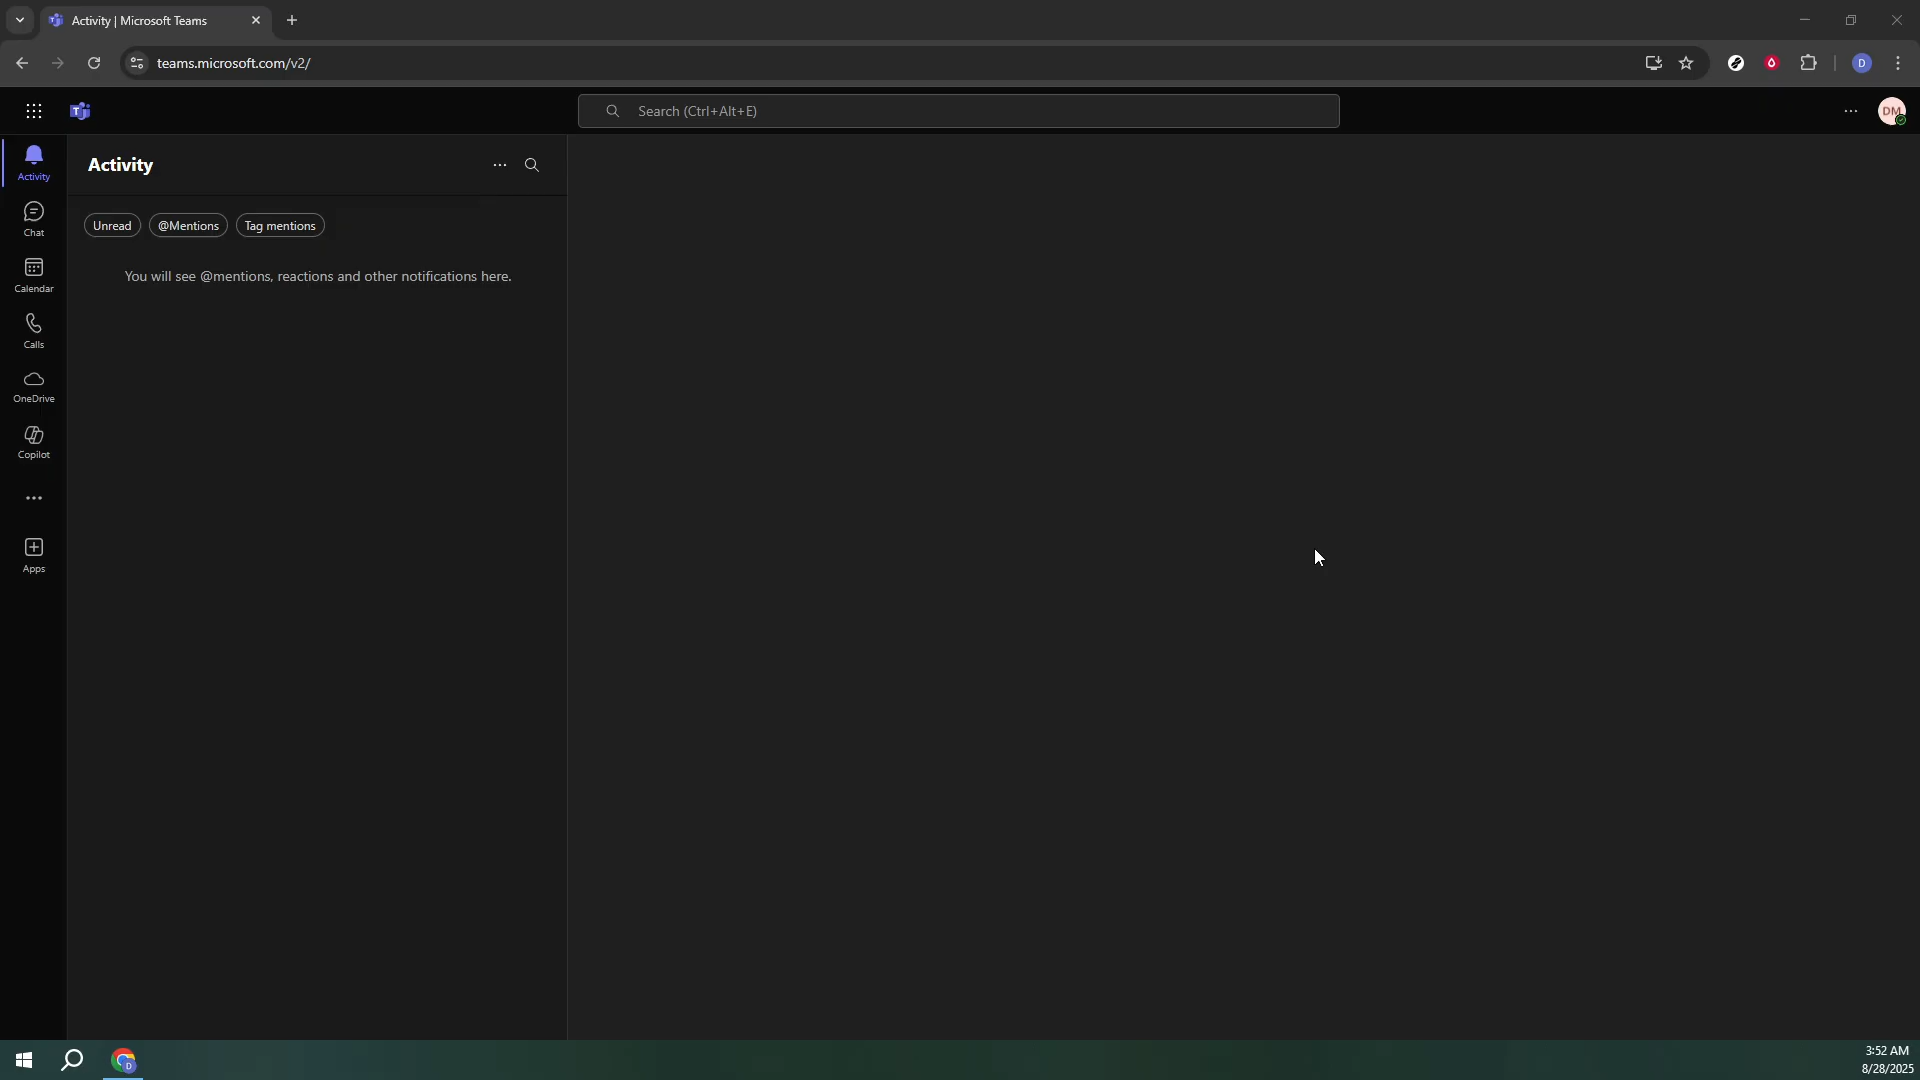 Activity | Microsoft Teams
teams.microsoft.com/v2/
D
T
Search (Ctrl+Alt+E)
DM
Activity
Chat
Calendar
Calls
OneDrive
Copilot
Apps
Activity
Unread
@Mentions
Tag mentions
You will see @mentions, reactions and other notifications here.
D
3:52 AM
8/28/2025